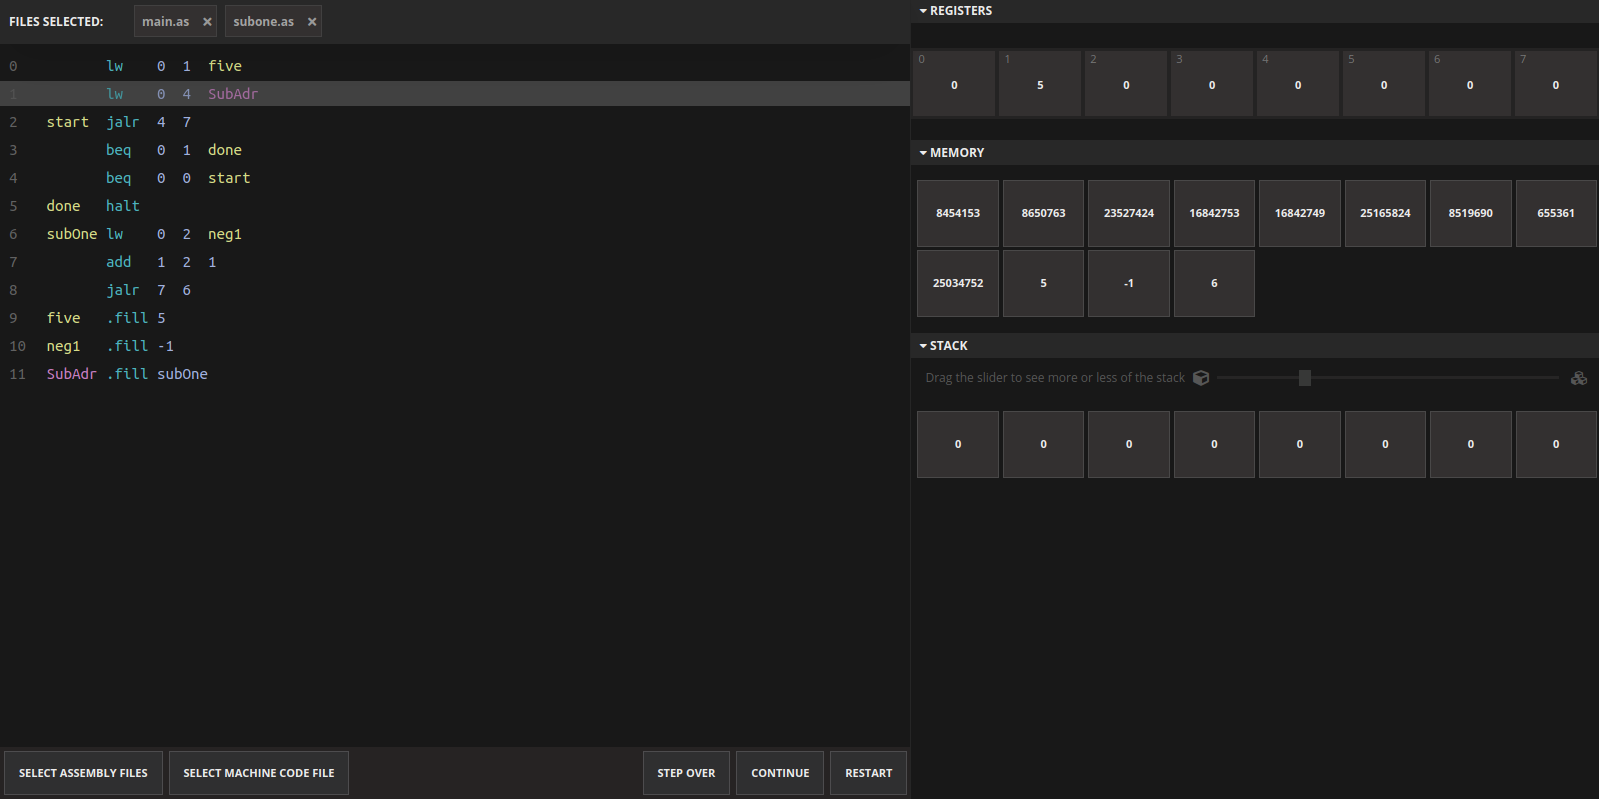 FILES SELECTED: main.as × subone.as ×
0 lw 0 1 five
1 lw 0 4 SubAdr
2 start jalr 4 7
3 beq 0 1 done
4 beq 0 0 start
5 done halt
6 subOne lw 0 2 neg1
7 add 1 2 1
8 jalr 7 6
9 five .fill 5
10 neg1 .fill -1
11 SubAdr .fill subOne
SELECT ASSEMBLY FILES SELECT MACHINE CODE FILE STEP OVER CONTINUE RESTART
REGISTERS
0 1 2 3 4 5 6 7
0 5 0 0 0 0 0 0
MEMORY
8454153 8650763 23527424 16842753 16842749 25165824 8519690 655361
25034752 5 -1 6
STACK
Drag the slider to see more or less of the stack
0 0 0 0 0 0 0 0